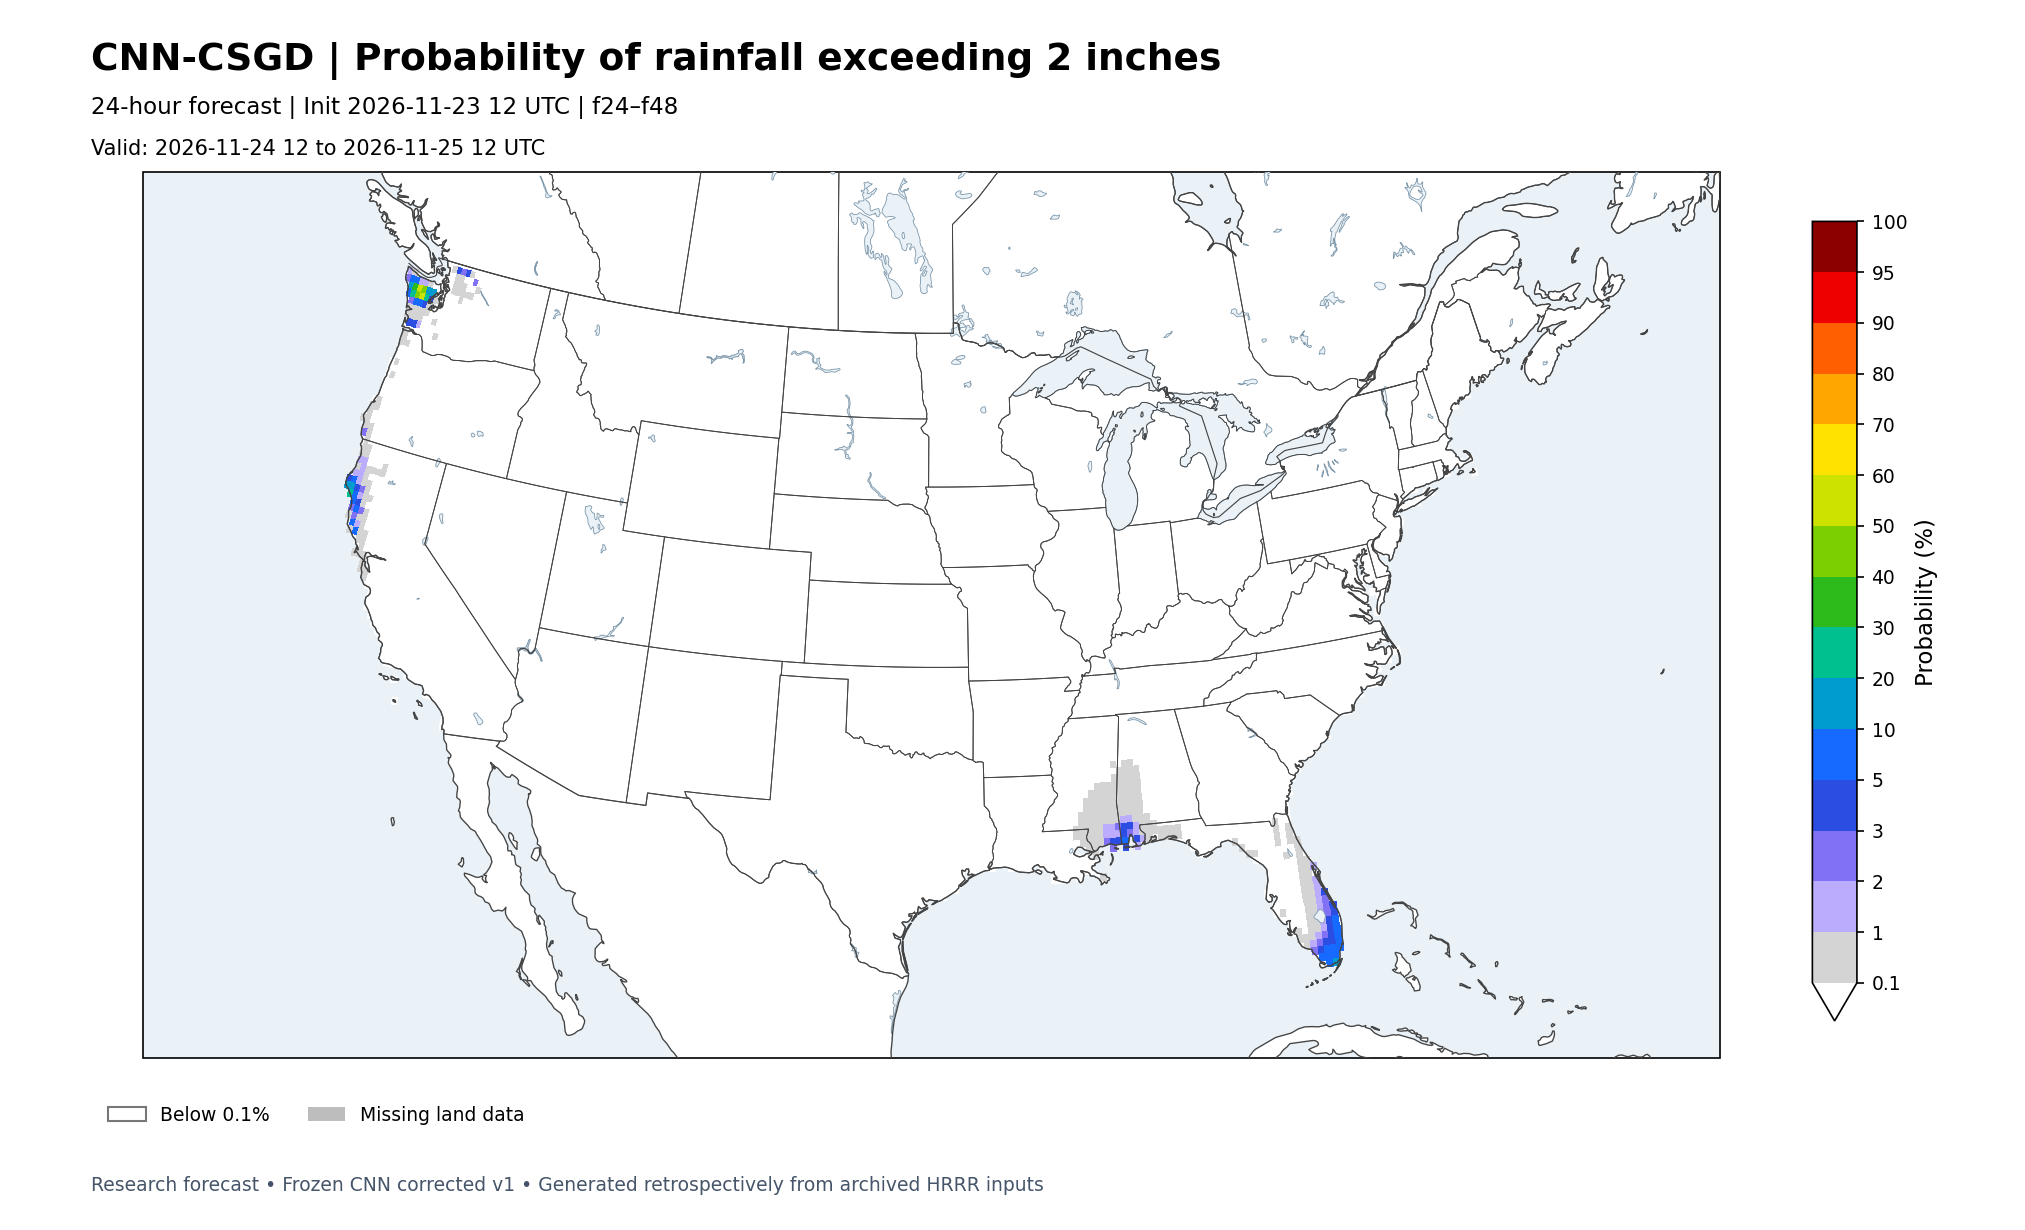 CNN-CSGD | Probability of rainfall exceeding 2 inches
24-hour forecast | Init 2026-11-23 12 UTC | f24–f48
Valid: 2026-11-24 12 to 2026-11-25 12 UTC
100
95
90
80
70
60
50
40
30
20
10
5
3
2
1
0.1
Probability (%)
Below 0.1%
Missing land data
Research forecast • Frozen CNN corrected v1 • Generated retrospectively from archived HRRR inputs